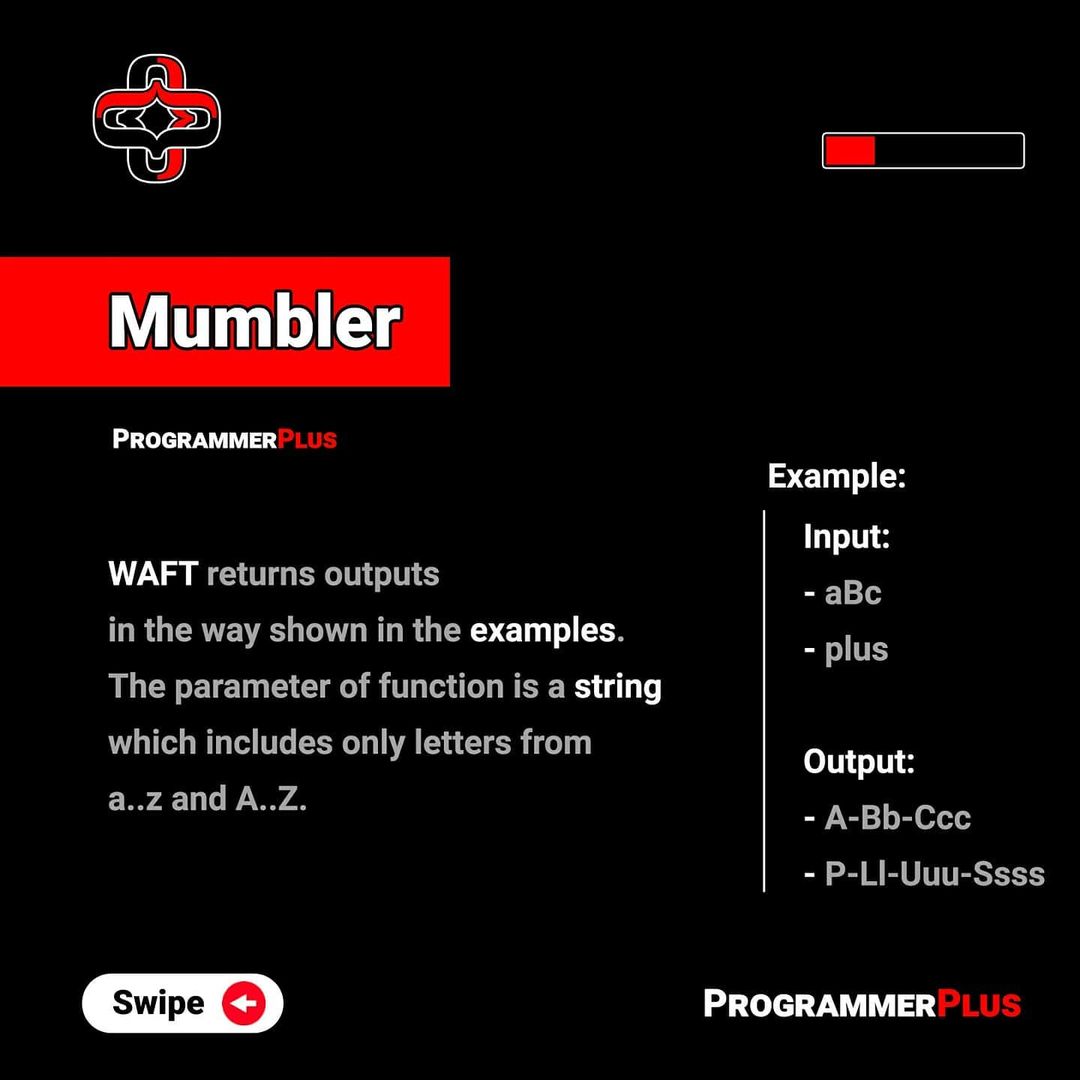 Mumbler
PROGRAMMERPLUS
WAFT returns outputs
in the way shown in the examples.
The parameter of function is a string
which includes only letters from
a..z and A..Z.
Example:
Input:
- aBc
- plus
Output:
- A-Bb-Ccc
- P-Ll-Uuu-Ssss
Swipe
PROGRAMMERPLUS